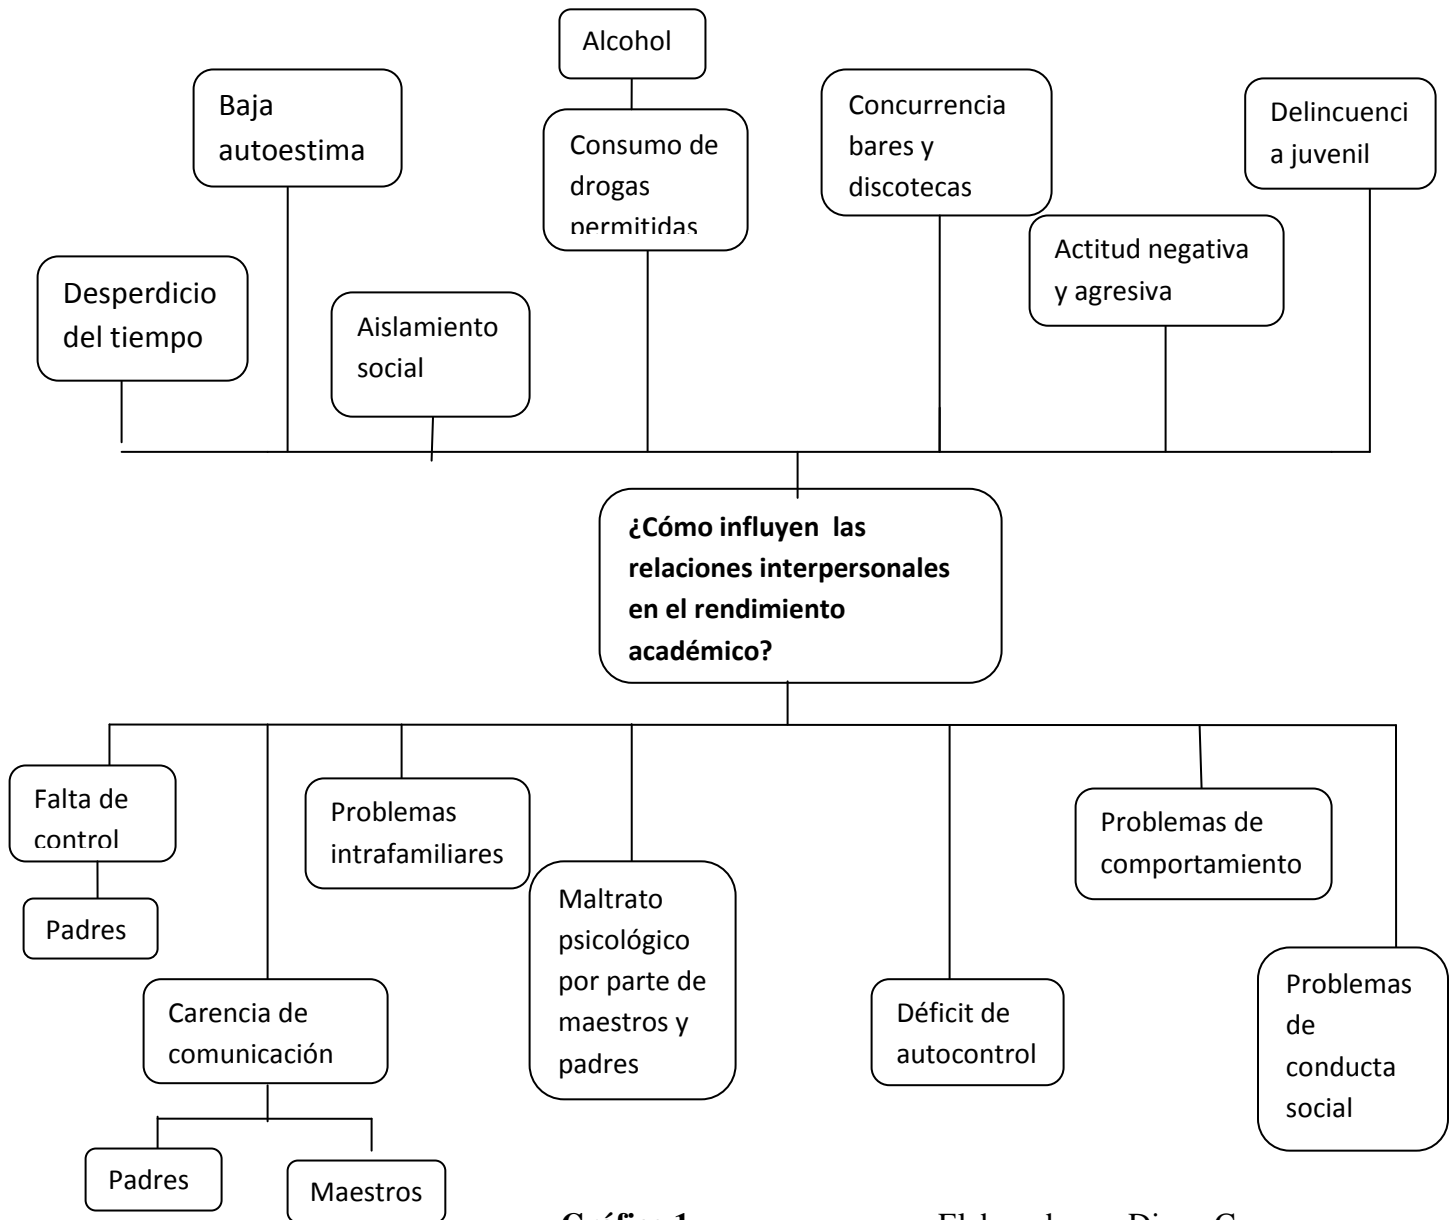 Alcohol
Baja
autoestima
Consumo de
drogas
permitidas
Concurrencia
bares y
discotecas
Delincuenci
a juvenil
Actitud negativa
y agresiva
Desperdicio
del tiempo
Aislamiento
social
¿Cómo influyen las
relaciones interpersonales
en el rendimiento
académico?
Falta de
control
Padres
Problemas
intrafamiliares
Problemas de
comportamiento
Maltrato
psicológico
por parte de
maestros y
padres
Carencia de
comunicación
Padres
Maestros
Déficit de
autocontrol
Problemas
de
conducta
social